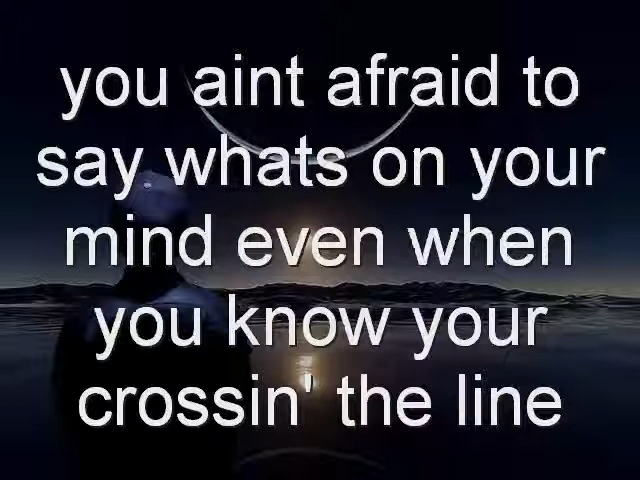 you aint afraid to
say whats on your
mind even when
you know your
crossin' the line